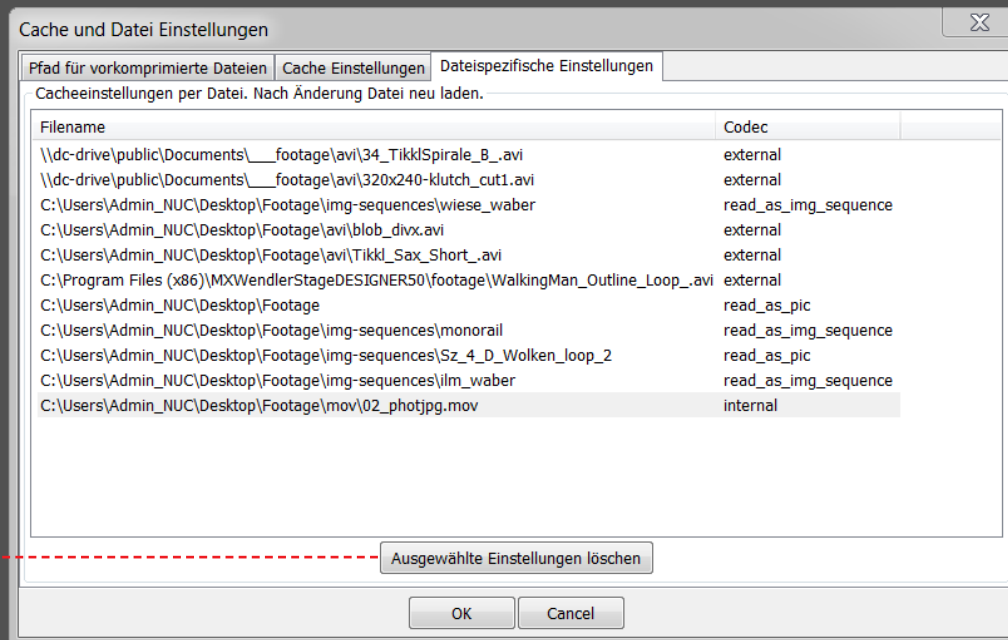 Cache und Datei Einstellungen
Pfad für vorkomprimierte Dateien Cache Einstellungen Dateispezifische Einstellungen
Cacheeinstellungen per Datei. Nach Änderung Datei neu laden.
Filename Codec
\\dc-drive\public\Documents\___footage\avi\34_TikklSpirale_B_.avi external
\\dc-drive\public\Documents\___footage\avi\320x240-klutch_cut1.avi external
C:\Users\Admin_NUC\Desktop\Footage\img-sequences\wiese_waber read_as_img_sequence
C:\Users\Admin_NUC\Desktop\Footage\avi\blob_divx.avi external
C:\Users\Admin_NUC\Desktop\Footage\avi\Tikkl_Sax_Short_.avi external
C:\Program Files (x86)\MXWendlerStageDESIGNER50\footage\WalkingMan_Outline_Loop_.avi external
C:\Users\Admin_NUC\Desktop\Footage read_as_pic
C:\Users\Admin_NUC\Desktop\Footage\img-sequences\monorail read_as_img_sequence
C:\Users\Admin_NUC\Desktop\Footage\img-sequences\Sz_4_D_Wolken_loop_2 read_as_pic
C:\Users\Admin_NUC\Desktop\Footage\img-sequences\ilm_waber read_as_img_sequence
C:\Users\Admin_NUC\Desktop\Footage\mov\02_photjpg.mov internal
Ausgewählte Einstellungen löschen
OK Cancel